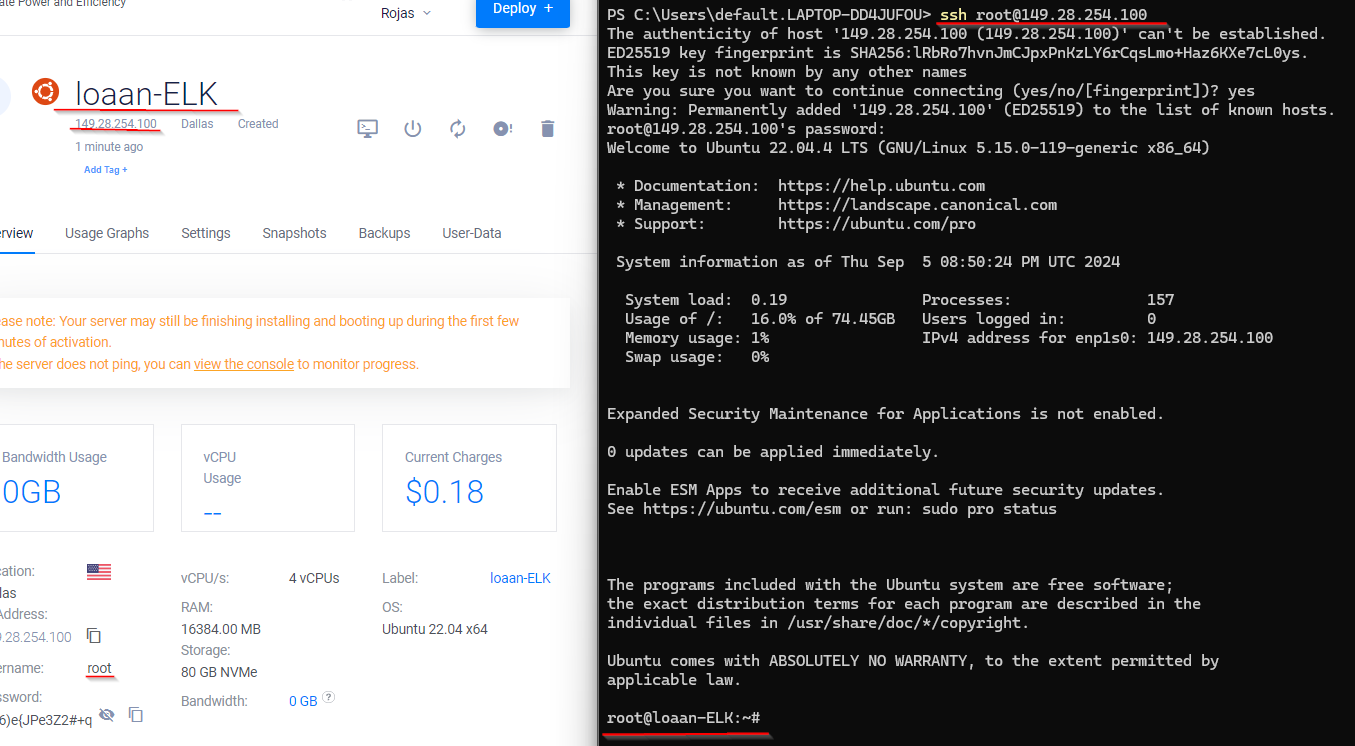 ate Power and Efficiency
Rojas
Deploy +
loaan-ELK
149.28.254.100 Dallas Created
1 minute ago
Add Tag +
erview Usage Graphs Settings Snapshots Backups User-Data
ease note: Your server may still be finishing installing and booting up during the first few
nutes of activation.
he server does not ping, you can view the console to monitor progress.
Bandwidth Usage
0GB
vCPU
Usage
--
Current Charges
$0.18
cation:
las
Address:
9.28.254.100
ername: root
ssword:
6)e{JPe3Z2#+q
vCPU/s: 4 vCPUs
RAM:
16384.00 MB
Storage:
80 GB NVMe
Bandwidth: 0 GB ?
Label: loaan-ELK
OS:
Ubuntu 22.04 x64
PS C:\Users\default.LAPTOP-DD4JUFOU> ssh root@149.28.254.100
The authenticity of host '149.28.254.100 (149.28.254.100)' can't be established.
ED25519 key fingerprint is SHA256:lRbRo7hvnJmCJpxPnKzLY6rCqsLmo+Haz6KXe7cL0ys.
This key is not known by any other names
Are you sure you want to continue connecting (yes/no/[fingerprint])? yes
Warning: Permanently added '149.28.254.100' (ED25519) to the list of known hosts.
root@149.28.254.100's password:
Welcome to Ubuntu 22.04.4 LTS (GNU/Linux 5.15.0-119-generic x86_64)
* Documentation: https://help.ubuntu.com
* Management: https://landscape.canonical.com
* Support: https://ubuntu.com/pro
System information as of Thu Sep 5 08:50:24 PM UTC 2024
System load: 0.19 Processes: 157
Usage of /: 16.0% of 74.45GB Users logged in: 0
Memory usage: 1% IPv4 address for enp1s0: 149.28.254.100
Swap usage: 0%
Expanded Security Maintenance for Applications is not enabled.
0 updates can be applied immediately.
Enable ESM Apps to receive additional future security updates.
See https://ubuntu.com/esm or run: sudo pro status
The programs included with the Ubuntu system are free software;
the exact distribution terms for each program are described in the
individual files in /usr/share/doc/*/copyright.
Ubuntu comes with ABSOLUTELY NO WARRANTY, to the extent permitted by
applicable law.
root@loaan-ELK:~#